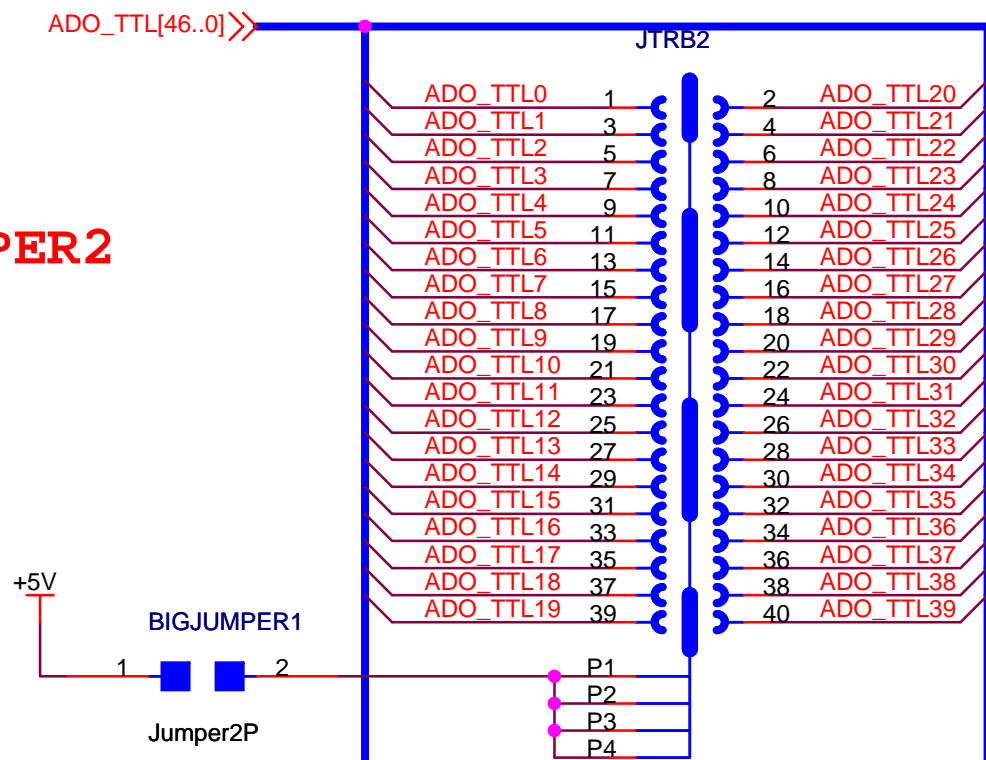 ADO_TTL[46..0]
JTRB2
ADO_TTL0 1 2 ADO_TTL20
ADO_TTL1 3 4 ADO_TTL21
ADO_TTL2 5 6 ADO_TTL22
ADO_TTL3 7 8 ADO_TTL23
ADO_TTL4 9 10 ADO_TTL24
PER2
ADO_TTL5 11 12 ADO_TTL25
ADO_TTL6 13 14 ADO_TTL26
ADO_TTL7 15 16 ADO_TTL27
ADO_TTL8 17 18 ADO_TTL28
ADO_TTL9 19 20 ADO_TTL29
ADO_TTL10 21 22 ADO_TTL30
ADO_TTL11 23 24 ADO_TTL31
ADO_TTL12 25 26 ADO_TTL32
ADO_TTL13 27 28 ADO_TTL33
ADO_TTL14 29 30 ADO_TTL34
ADO_TTL15 31 32 ADO_TTL35
ADO_TTL16 33 34 ADO_TTL36
ADO_TTL17 35 36 ADO_TTL37
+5V
ADO_TTL18 37 38 ADO_TTL38
ADO_TTL19 39 40 ADO_TTL39
BIGJUMPER1
1 2 P1
P2
P3
Jumper2P
P4